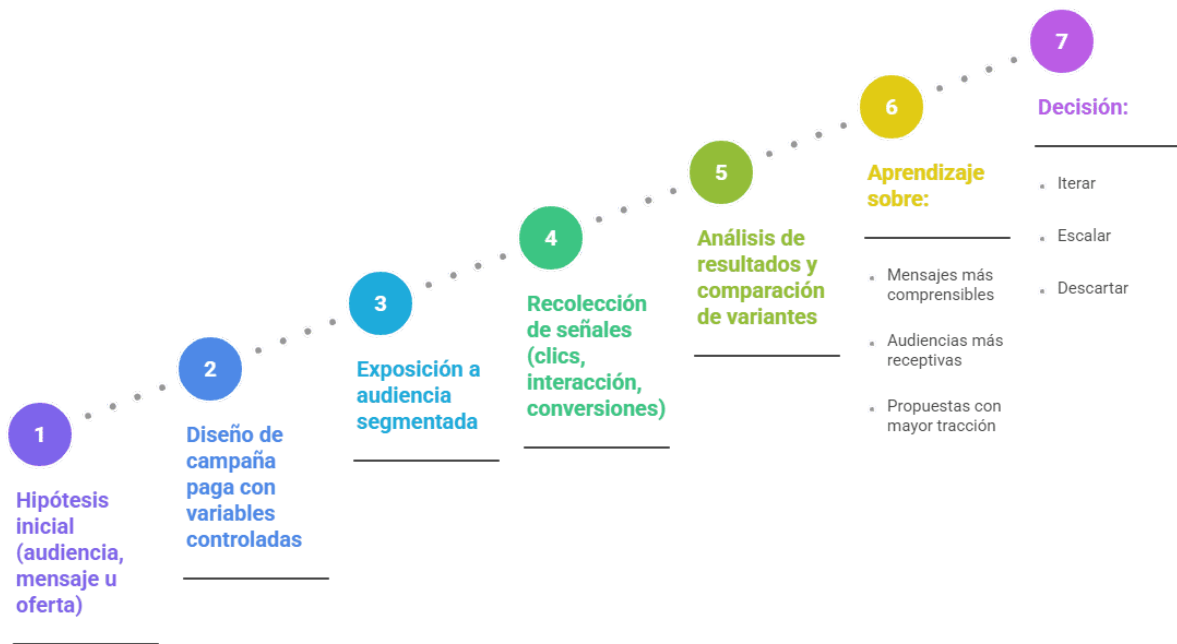 1
Hipótesis
inicial
(audiencia,
mensaje u
oferta)
2
Diseño de
campaña
paga con
variables
controladas
3
Exposición a
audiencia
segmentada
4
Recolección
de señales
(clics,
interacción,
conversiones)
5
Análisis de
resultados y
comparación
de variantes
6
Aprendizaje
sobre:
Mensajes más
comprensibles
Audiencias más
receptivas
Propuestas con
mayor tracción
7
Decisión:
Iterar
Escalar
Descartar